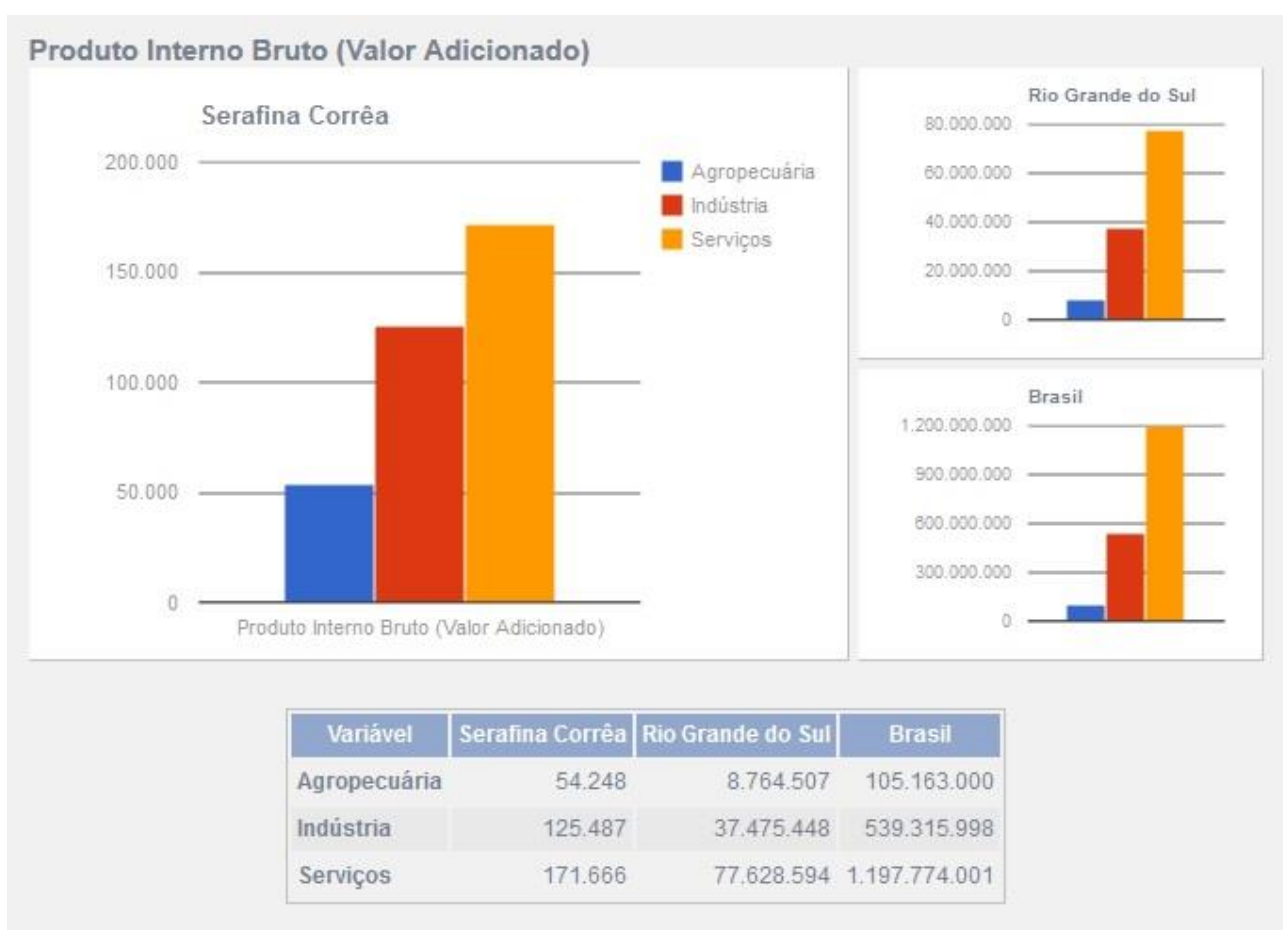 Produto Interno Bruto (Valor Adicionado)
Serafina Corrêa
200.000
150.000
100.000
50.000
0
Produto Interno Bruto (Valor Adicionado)
Agropecuária
Indústria
Serviços
Rio Grande do Sul
80.000.000
60.000.000
40.000.000
20.000.000
0
Brasil
1.200.000.000
900.000.000
600.000.000
300.000.000
0
Variável Serafina Corrêa Rio Grande do Sul Brasil
Agropecuária 54.248 8.764.507 105.163.000
Indústria 125.487 37.475.448 539.315.998
Serviços 171.666 77.628.594 1.197.774.001